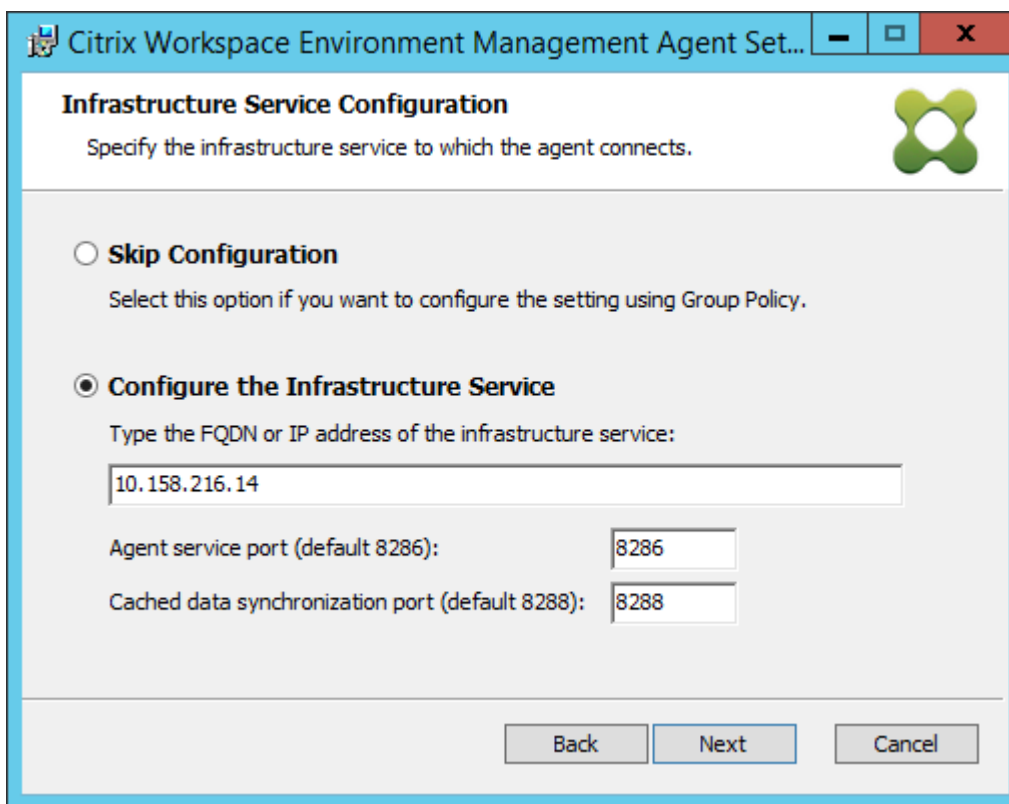 Citrix Workspace Environment Management Agent Set...
Infrastructure Service Configuration
Specify the infrastructure service to which the agent connects.
Skip Configuration
Select this option if you want to configure the setting using Group Policy.
Configure the Infrastructure Service
Type the FQDN or IP address of the infrastructure service:
10.158.216.14
Agent service port (default 8286): 8286
Cached data synchronization port (default 8288): 8288
Back Next Cancel